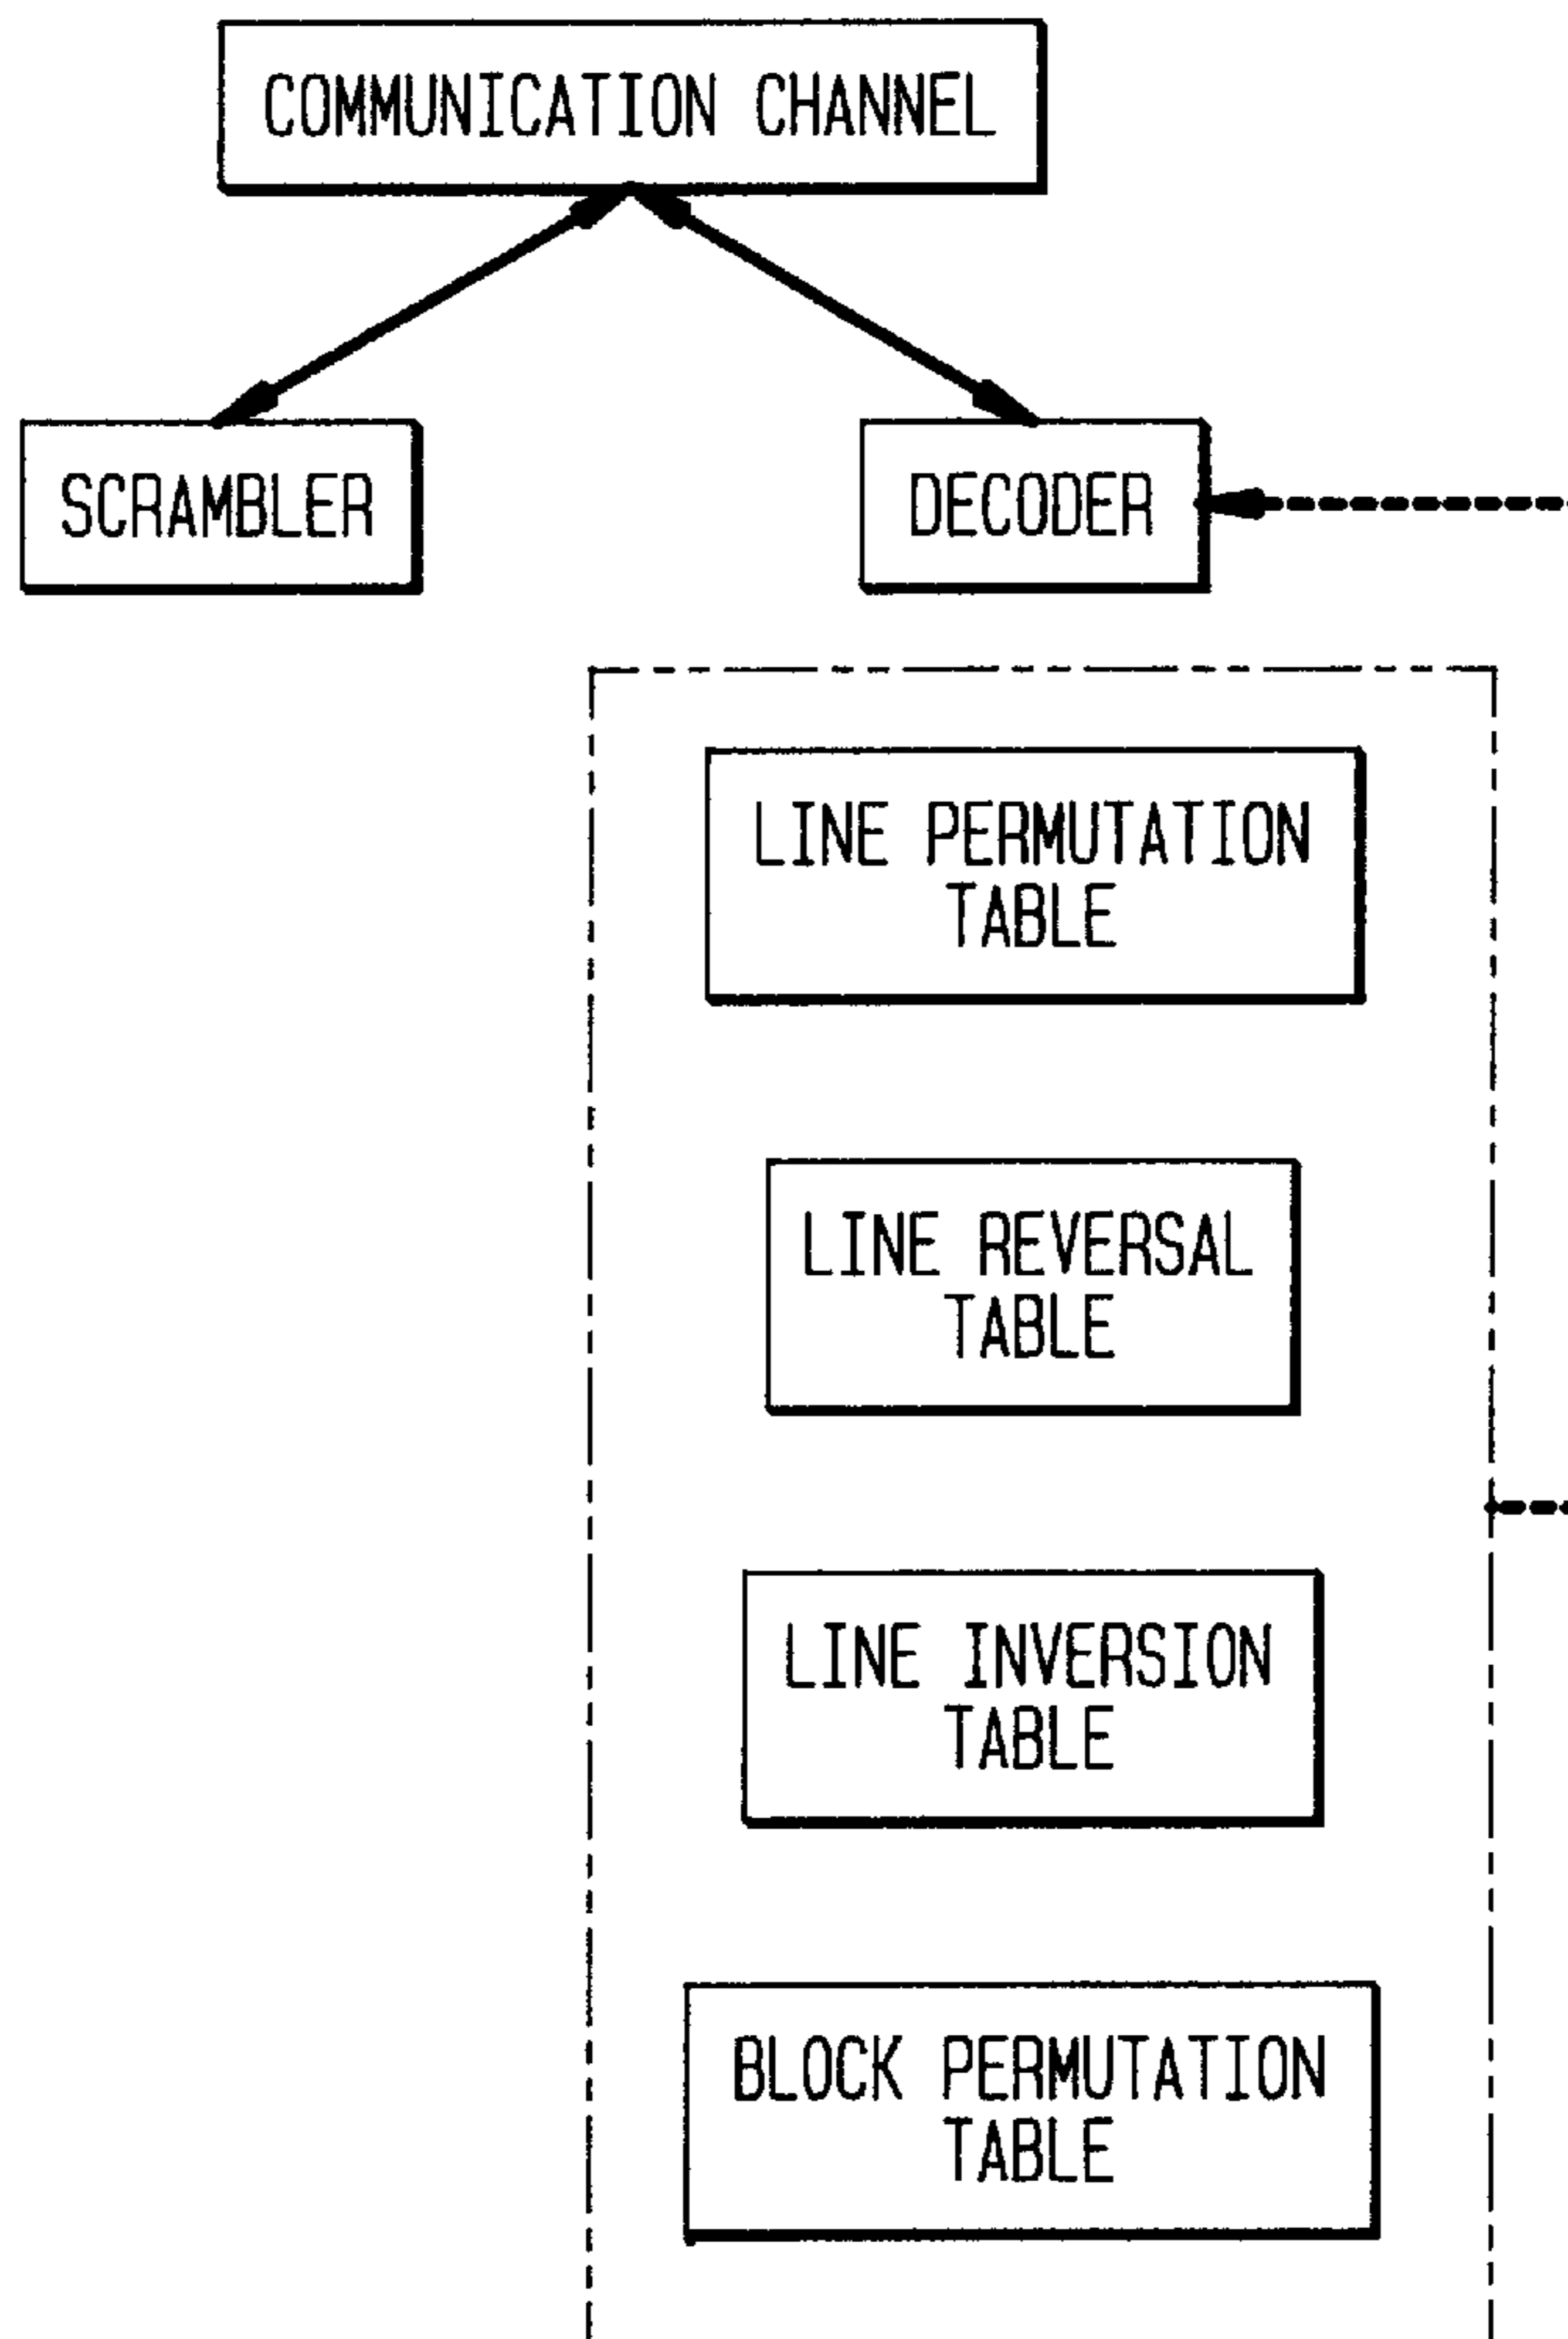 COMMUNICATION CHANNEL
SCRAMBLER
DECODER
LINE PERMUTATION
TABLE
LINE REVERSAL
TABLE
LINE INVERSION
TABLE
BLOCK PERMUTATION
TABLE